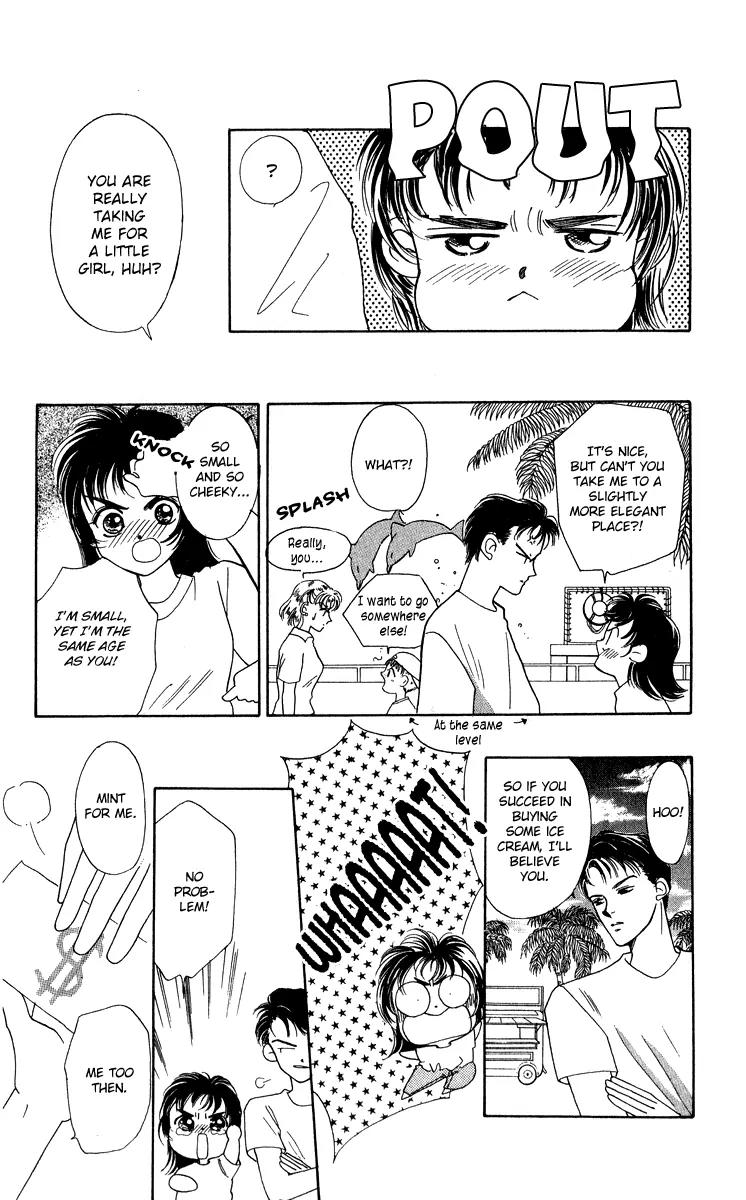 POUT
?
YOU ARE
REALLY
TAKING
ME FOR
A LITTLE
GIRL, HUH?
IT'S NICE,
BUT CAN'T YOU
TAKE ME TO A
SLIGHTLY
MORE ELEGANT
PLACE?!
WHAT?!
SPLASH
Really,
you...
I want to go
somewhere
else!
At the same
level
KNOCK
SO
SMALL
AND SO
CHEEKY...
I'M SMALL,
YET I'M THE
SAME AGE
AS YOU!
HOO!
SO IF YOU
SUCCEED IN
BUYING
SOME ICE
CREAM, I'LL
BELIEVE
YOU.
WHAAAAAT!
NO
PROB-
LEM!
MINT
FOR ME.
$
ME TOO
THEN.